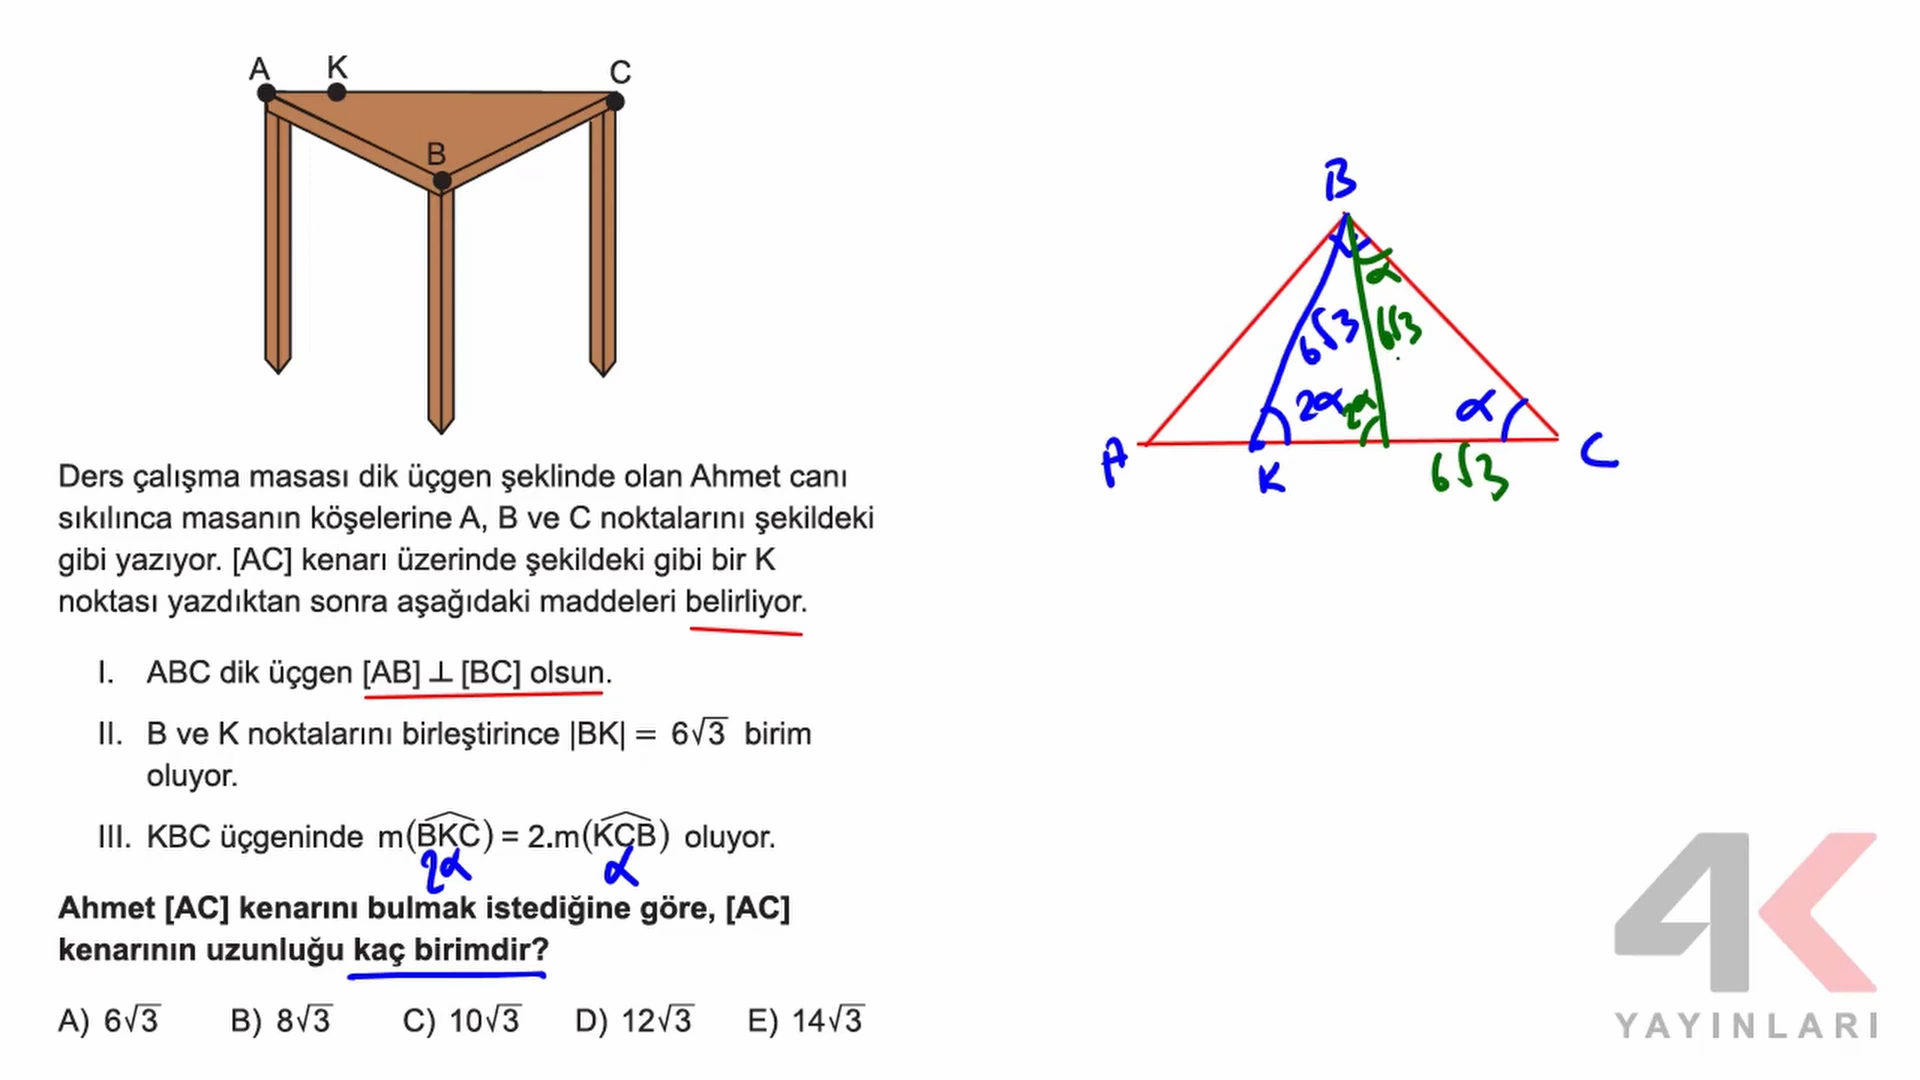 A K C
B
Ders çalışma masası dik üçgen şeklinde olan Ahmet canı
sıkılınca masanın köşelerine A, B ve C noktalarını şekildeki
gibi yazıyor. [AC] kenarı üzerinde şekildeki gibi bir K
noktası yazdıktan sonra aşağıdaki maddeleri belirliyor.
I. ABC dik üçgen [AB] ⊥ [BC] olsun.
II. B ve K noktalarını birleştirince |BK| = 6√3 birim
oluyor.
III. KBC üçgeninde m(BKC) = 2.m(KCB) oluyor.
2α α
Ahmet [AC] kenarını bulmak istediğine göre, [AC]
kenarının uzunluğu kaç birimdir?
A) 6√3 B) 8√3 C) 10√3 D) 12√3 E) 14√3
B
α
6√3 6√3
2α 2α α
A K 6√3 C
4K
YAYINLARI